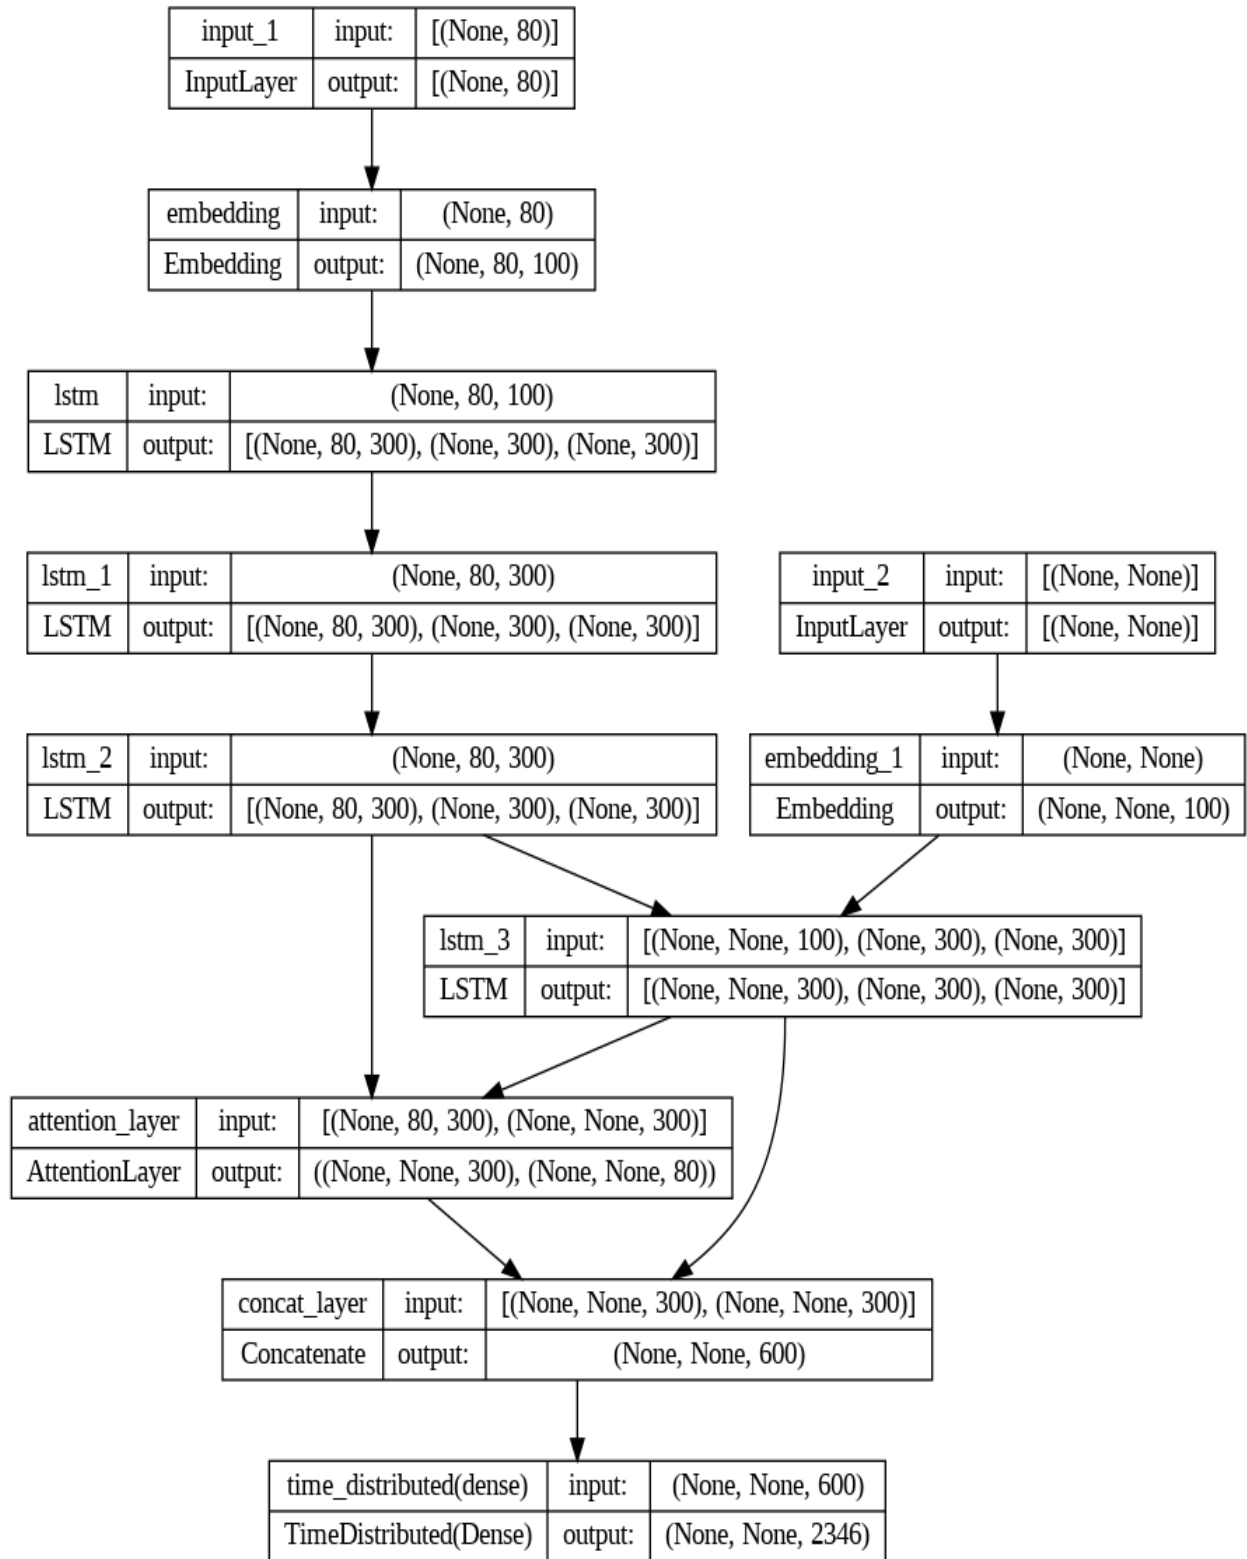 input_1 input: [(None, 80)]
InputLayer output: [(None, 80)]
embedding input: (None, 80)
Embedding output: (None, 80, 100)
lstm input: (None, 80, 100)
LSTM output: [(None, 80, 300), (None, 300), (None, 300)]
lstm_1 input: (None, 80, 300)
LSTM output: [(None, 80, 300), (None, 300), (None, 300)]
input_2 input: [(None, None)]
InputLayer output: [(None, None)]
lstm_2 input: (None, 80, 300)
LSTM output: [(None, 80, 300), (None, 300), (None, 300)]
embedding_1 input: (None, None)
Embedding output: (None, None, 100)
lstm_3 input: [(None, None, 100), (None, 300), (None, 300)]
LSTM output: [(None, None, 300), (None, 300), (None, 300)]
attention_layer input: [(None, 80, 300), (None, None, 300)]
AttentionLayer output: ((None, None, 300), (None, None, 80))
concat_layer input: [(None, None, 300), (None, None, 300)]
Concatenate output: (None, None, 600)
time_distributed(dense) input: (None, None, 600)
TimeDistributed(Dense) output: (None, None, 2346)